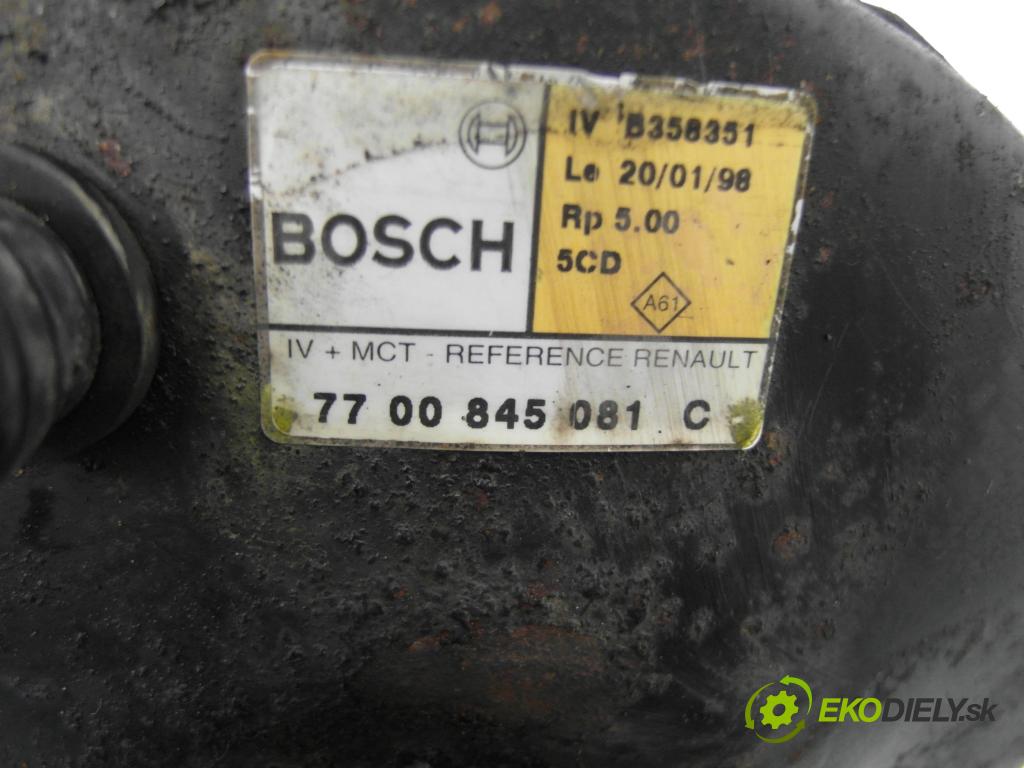 BOSCH
IV B358351
Le 20/01/98
Rp 5.00
5CD
A61
IV + MCT - REFERENCE RENAULT
77 00 845 081 C
EKODIELY.sk